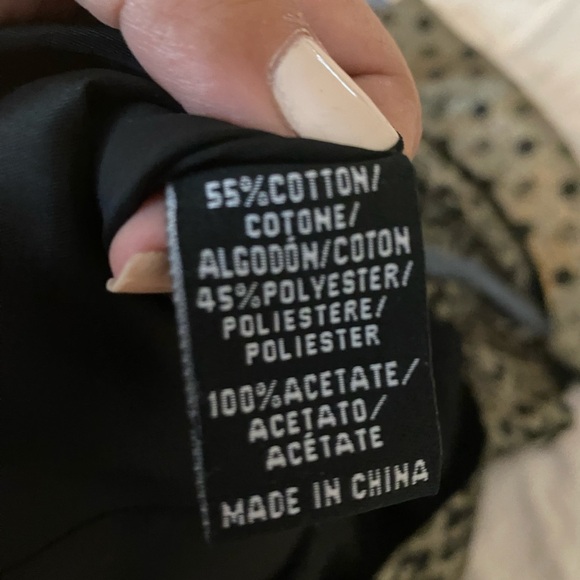 55%COTTON/
COTONE/
ALGODÓN/COTON
45%POLYESTER/
POLIESTERE/
POLIESTER
100%ACETATE/
ACETATO/
ACÉTATE
MADE IN CHINA